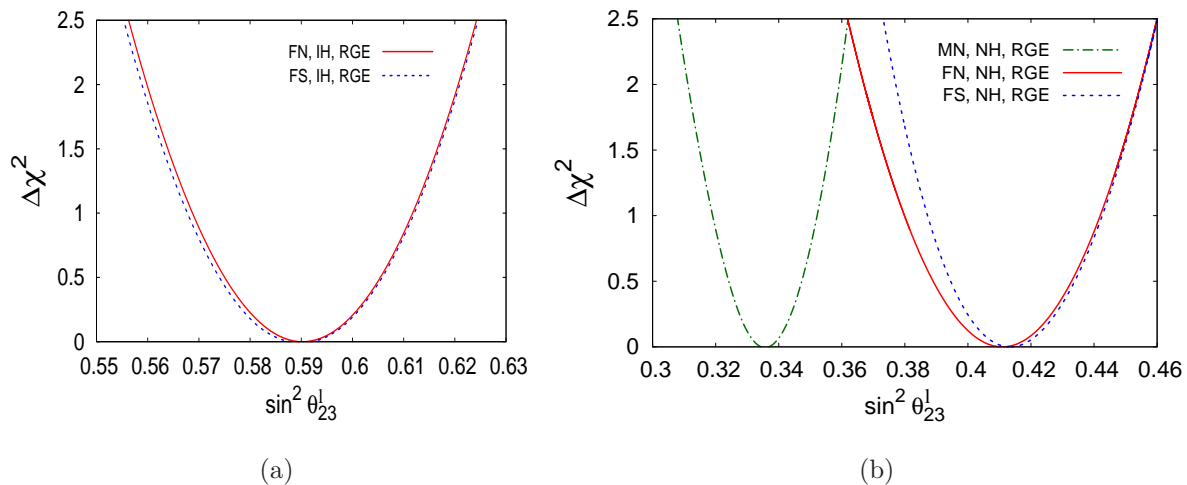 2.5
2
1.5
1
0.5
0
Δχ²
0.55 0.56 0.57 0.58 0.59 0.6 0.61 0.62 0.63
sin² θ₂₃ˡ
FN, IH, RGE
FS, IH, RGE
(a)
2.5
2
1.5
1
0.5
0
Δχ²
0.3 0.32 0.34 0.36 0.38 0.4 0.42 0.44 0.46
sin² θ₂₃ˡ
MN, NH, RGE
FN, NH, RGE
FS, NH, RGE
(b)